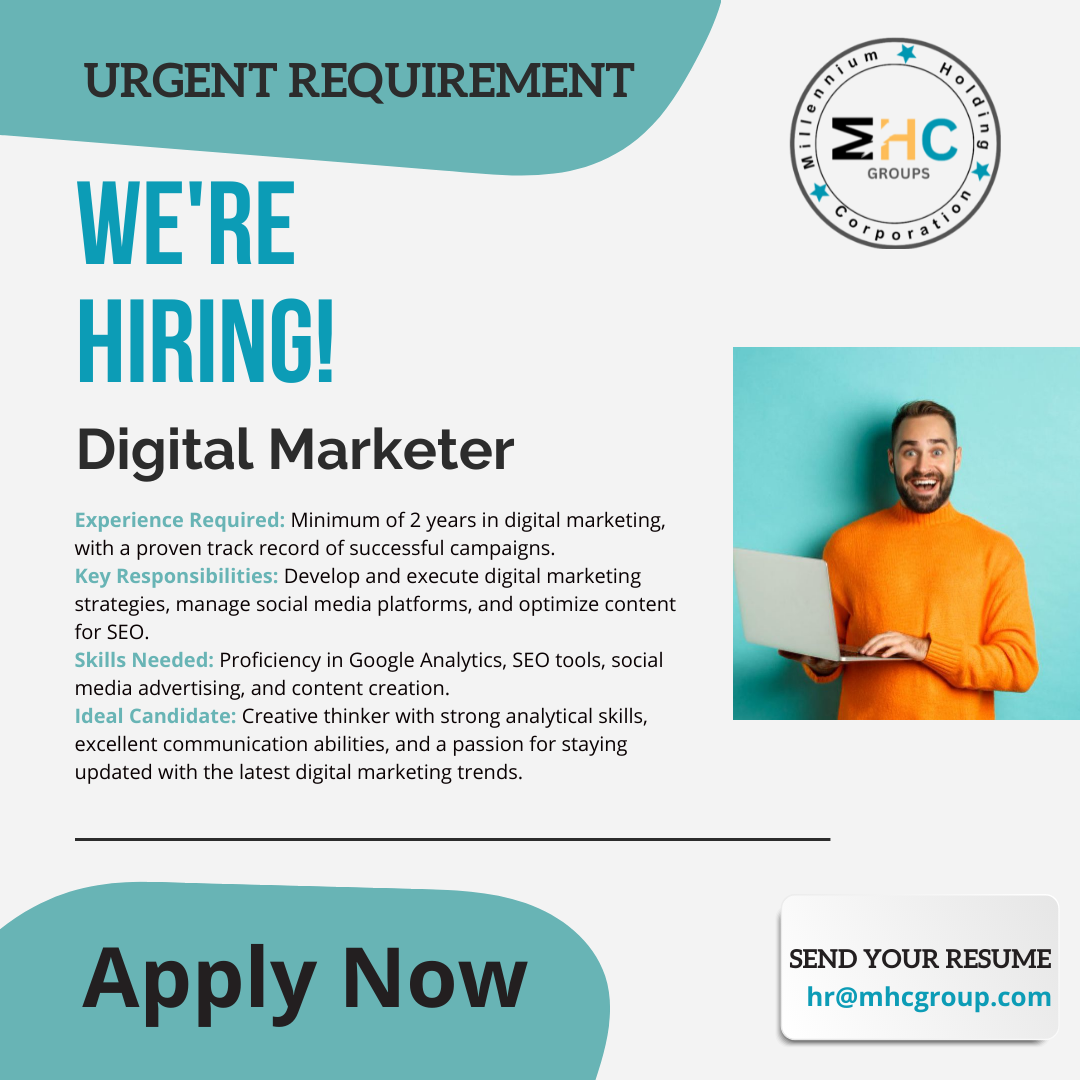 URGENT REQUIREMENT
Millennium Holding Corporation
MHC
GROUPS
WE'RE
HIRING!
Digital Marketer
Experience Required: Minimum of 2 years in digital marketing,
with a proven track record of successful campaigns.
Key Responsibilities: Develop and execute digital marketing
strategies, manage social media platforms, and optimize content
for SEO.
Skills Needed: Proficiency in Google Analytics, SEO tools, social
media advertising, and content creation.
Ideal Candidate: Creative thinker with strong analytical skills,
excellent communication abilities, and a passion for staying
updated with the latest digital marketing trends.
Apply Now
SEND YOUR RESUME
hr@mhcgroup.com